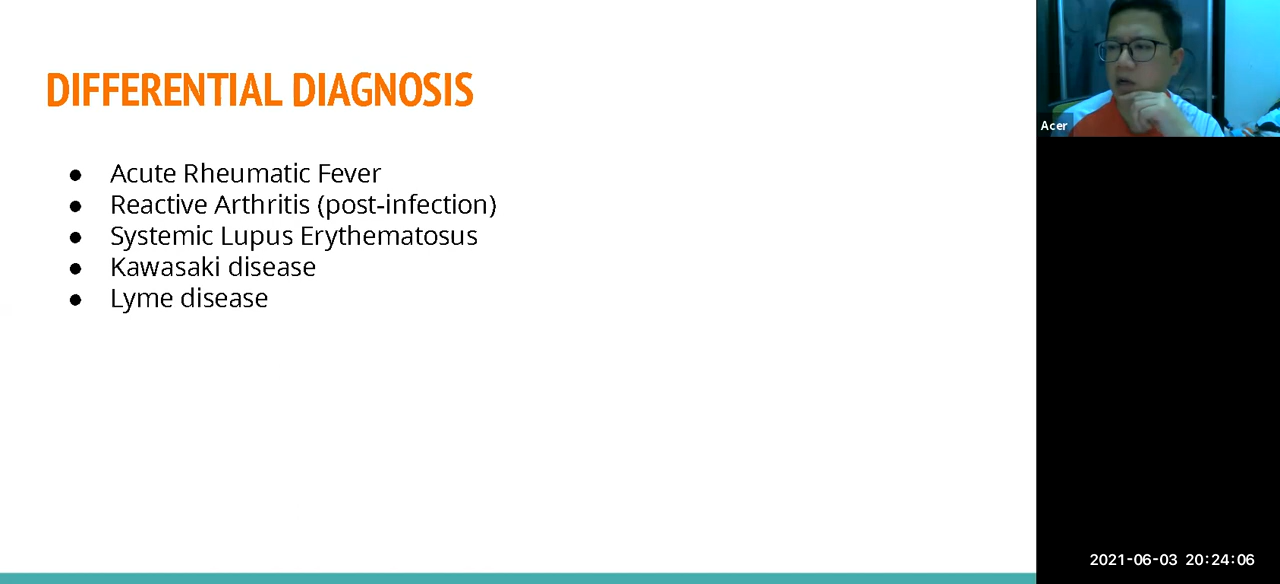 DIFFERENTIAL DIAGNOSIS
● Acute Rheumatic Fever
● Reactive Arthritis (post-infection)
● Systemic Lupus Erythematosus
● Kawasaki disease
● Lyme disease
Acer
2021-06-03 20:24:06